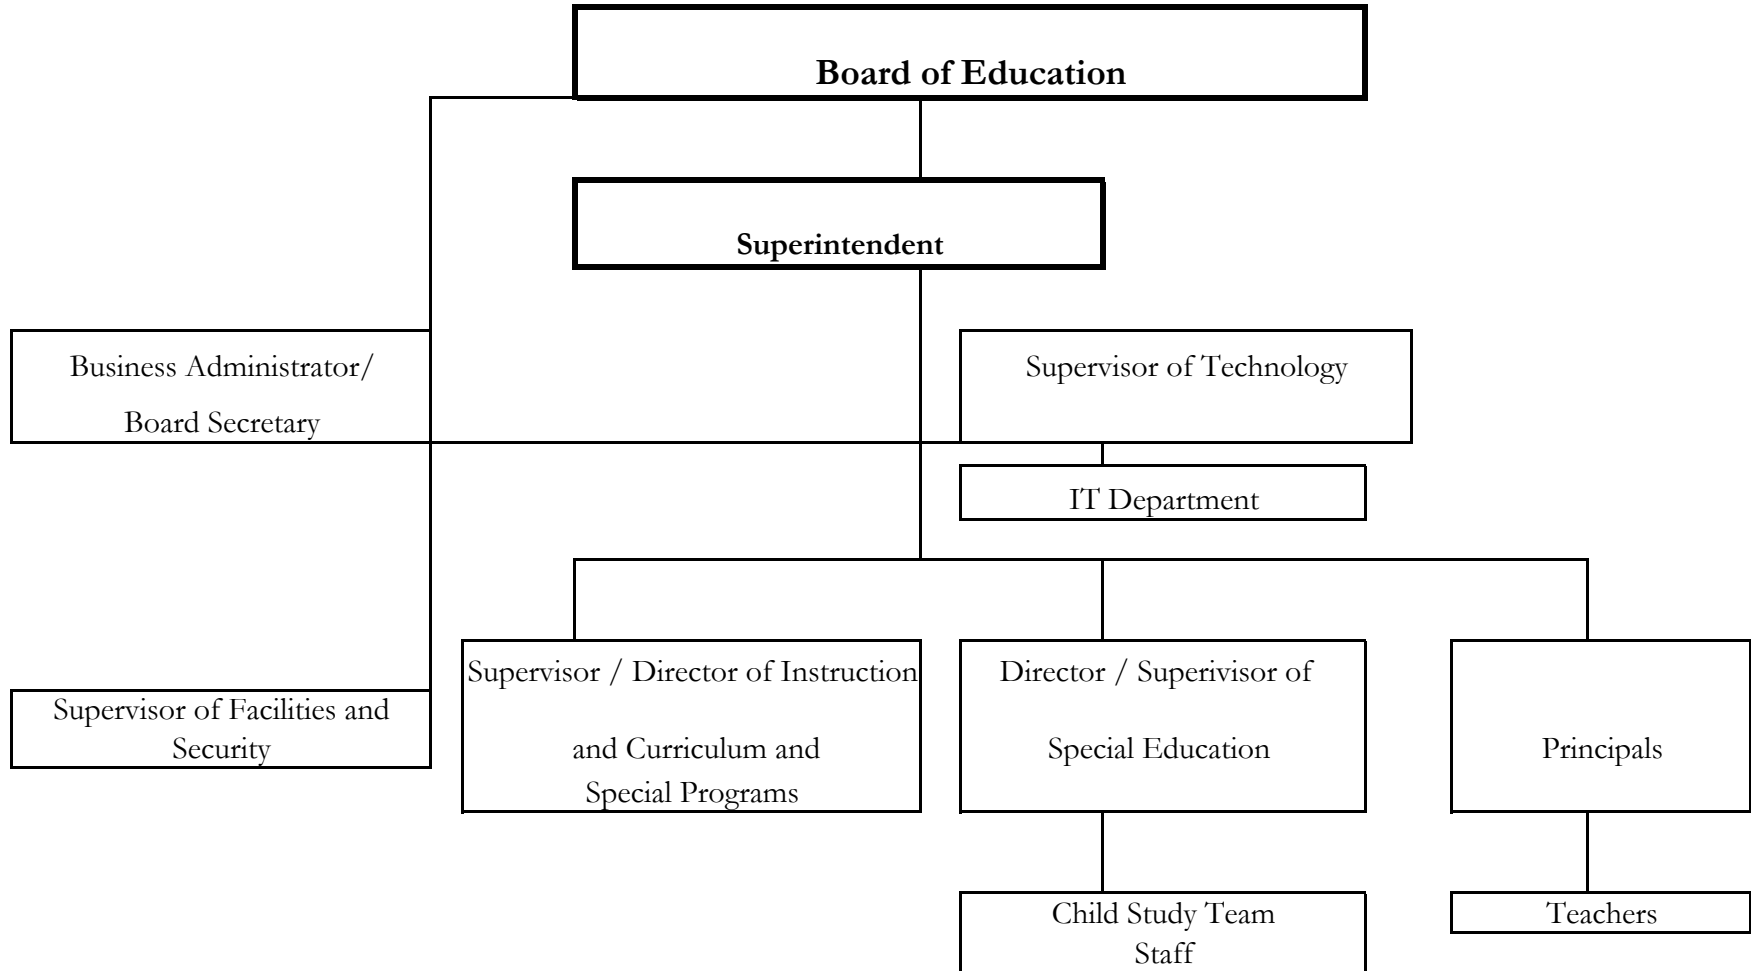 Board of Education
Superintendent
Business Administrator/
Board Secretary
Supervisor of Technology
IT Department
Supervisor of Facilities and
Security
Supervisor / Director of Instruction
and Curriculum and
Special Programs
Director / Superivisor of
Special Education
Principals
Child Study Team
Staff
Teachers